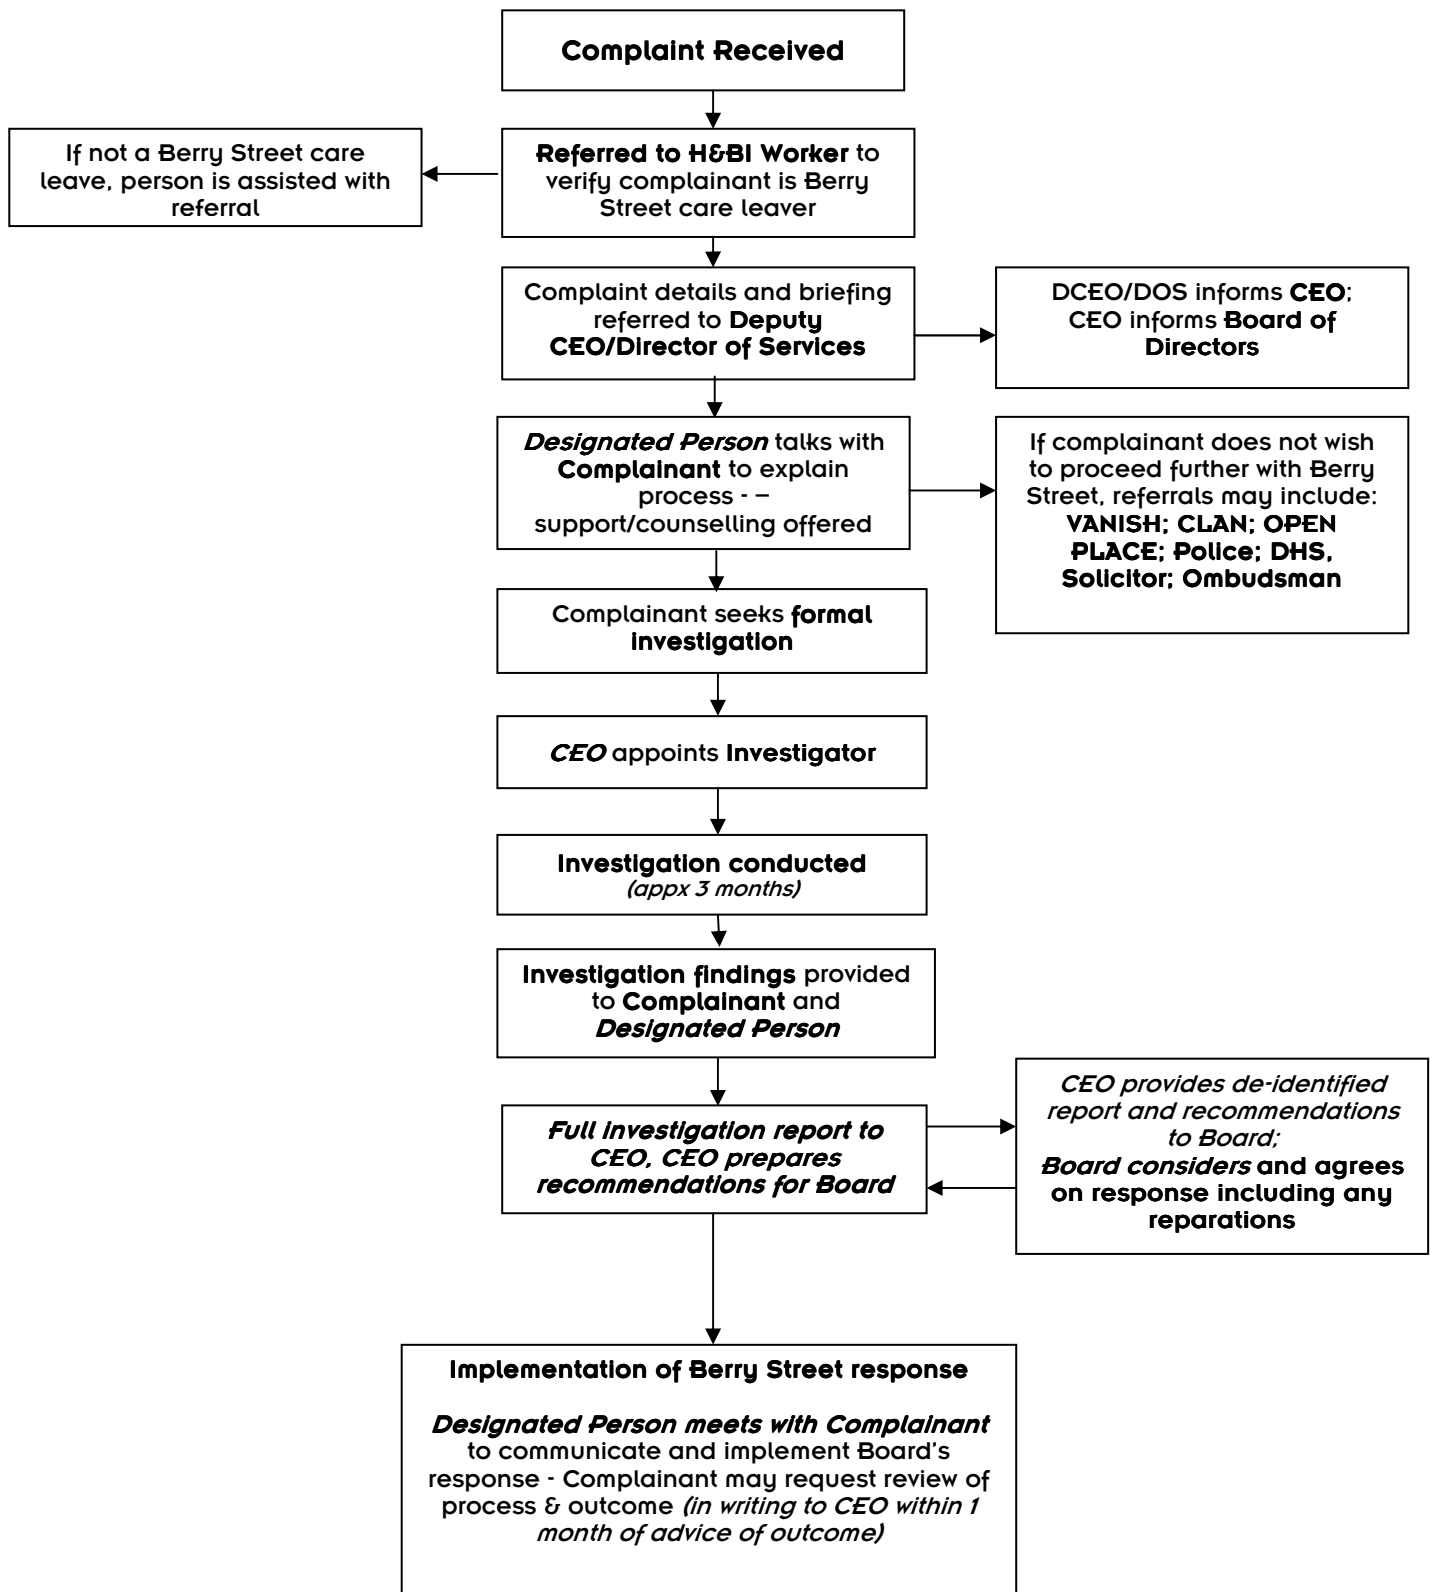 Complaint Received
If not a Berry Street care
leave, person is assisted with
referral
Referred to H&BI Worker to
verify complainant is Berry
Street care leaver
Complaint details and briefing
referred to Deputy
CEO/Director of Services
DCEO/DOS informs CEO;
CEO informs Board of
Directors
Designated Person talks with
Complainant to explain
process - –
support/counselling offered
If complainant does not wish
to proceed further with Berry
Street, referrals may include:
VANISH; CLAN; OPEN
PLACE; Police; DHS,
Solicitor; Ombudsman
Complainant seeks formal
investigation
CEO appoints Investigator
Investigation conducted
(appx 3 months)
Investigation findings provided
to Complainant and
Designated Person
Full investigation report to
CEO, CEO prepares
recommendations for Board
CEO provides de-identified
report and recommendations
to Board;
Board considers and agrees
on response including any
reparations
Implementation of Berry Street response
Designated Person meets with Complainant
to communicate and implement Board's
response - Complainant may request review of
process & outcome (in writing to CEO within 1
month of advice of outcome)